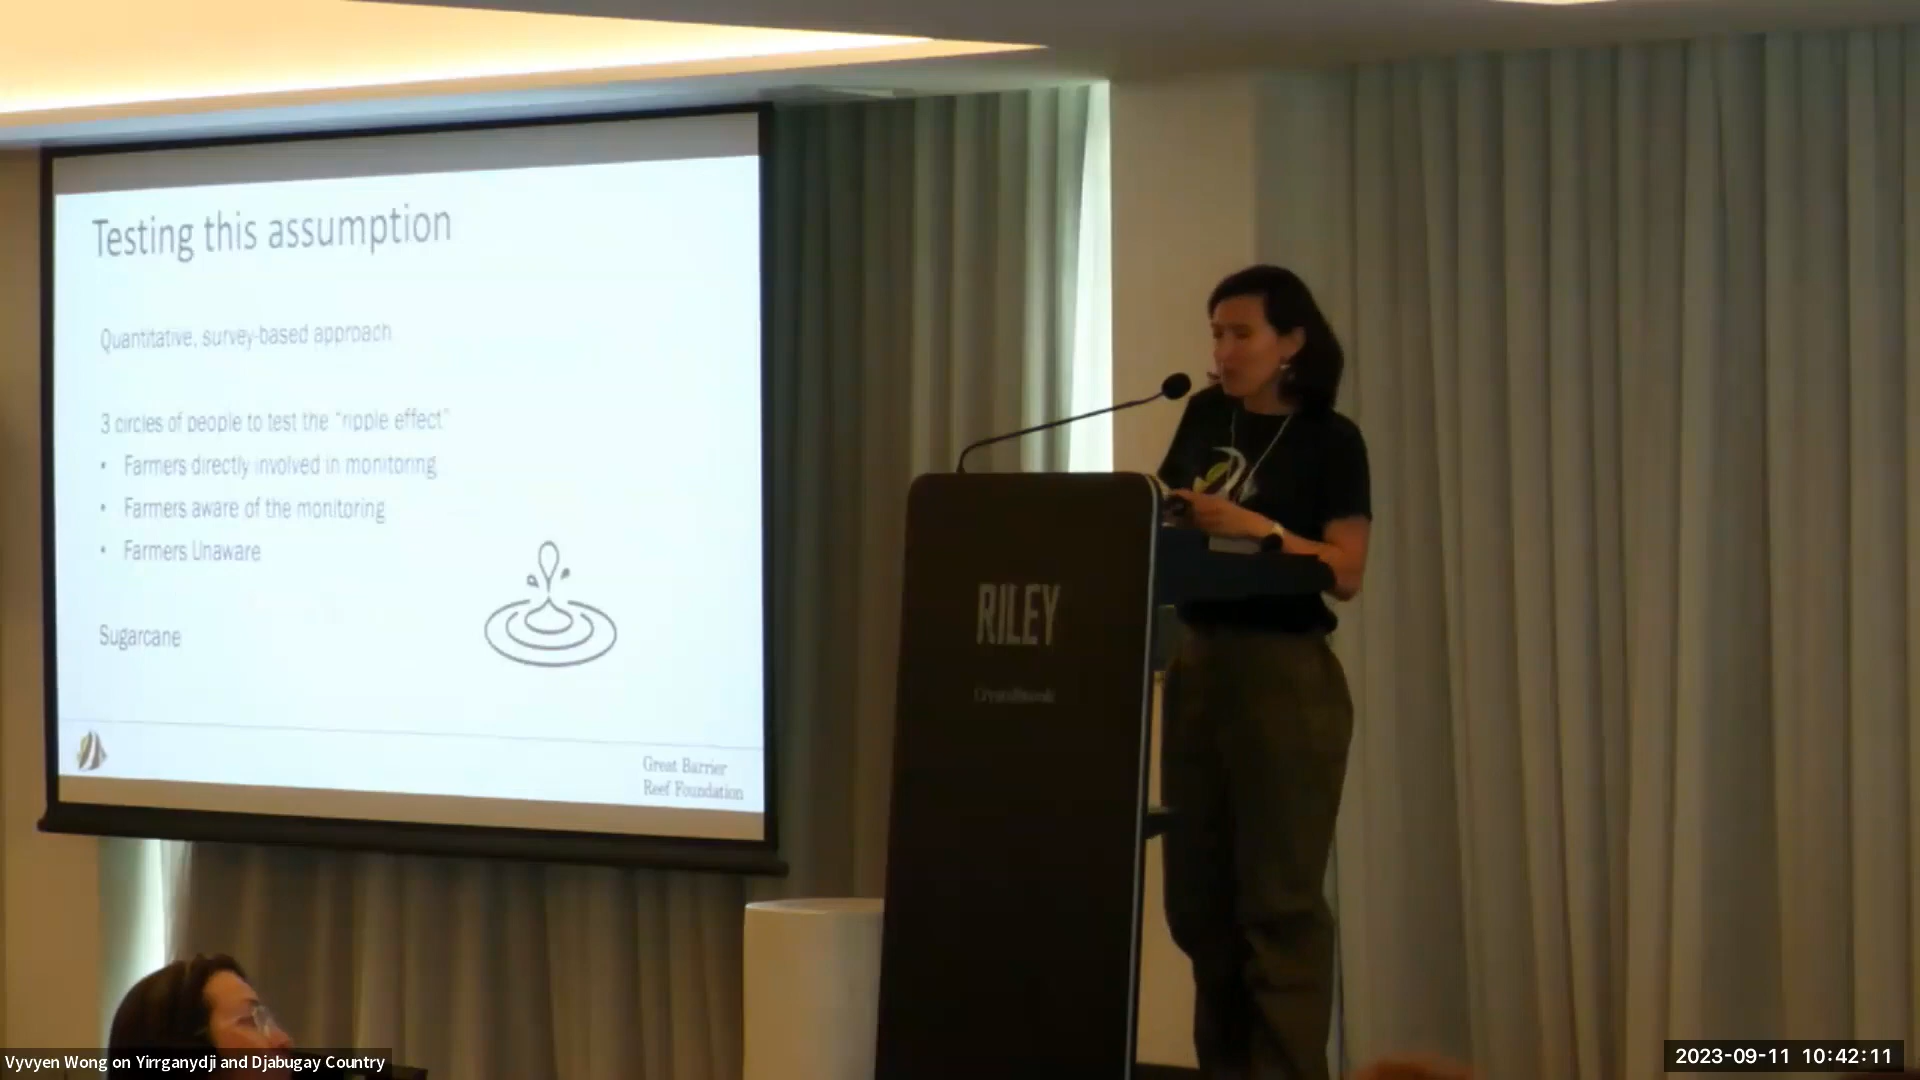 Testing this assumption
Quantitative, survey-based approach
3 circles of people to test the "ripple effect"
• Farmers directly involved in monitoring
• Farmers aware of the monitoring
• Farmers Unaware
Sugarcane
Great Barrier
Reef Foundation
RILEY
Vyvyen Wong on Yirrganydji and Djabugay Country
2023-09-11 10:42:11